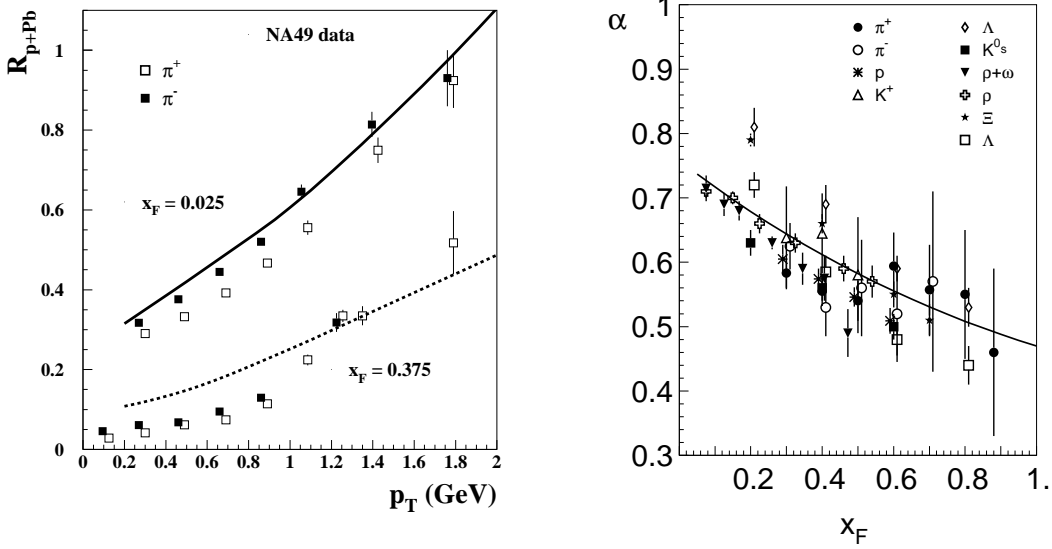 R_{p+Pb}
NA49 data
π⁺
π⁻
x_F = 0.025
x_F = 0.375
1
0.8
0.6
0.4
0.2
0
0 0.2 0.4 0.6 0.8 1 1.2 1.4 1.6 1.8 2
p_T (GeV)
α
1
0.9
0.8
0.7
0.6
0.5
0.4
0.3
π⁺
π⁻
p
K⁺
Λ
K⁰s
ρ+ω
ρ
Ξ
Λ
0.2 0.4 0.6 0.8 1.
x_F